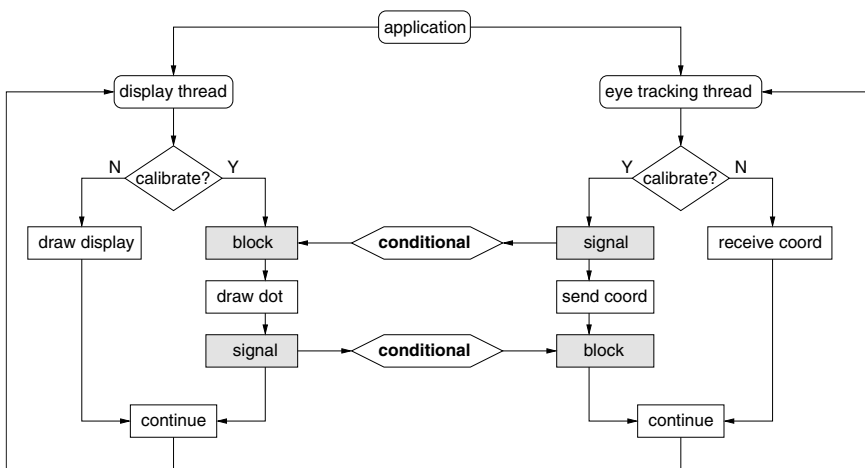 application
display thread
eye tracking thread
N
calibrate?
Y
Y
calibrate?
N
draw display
block
conditional
signal
receive coord
draw dot
send coord
signal
conditional
block
continue
continue